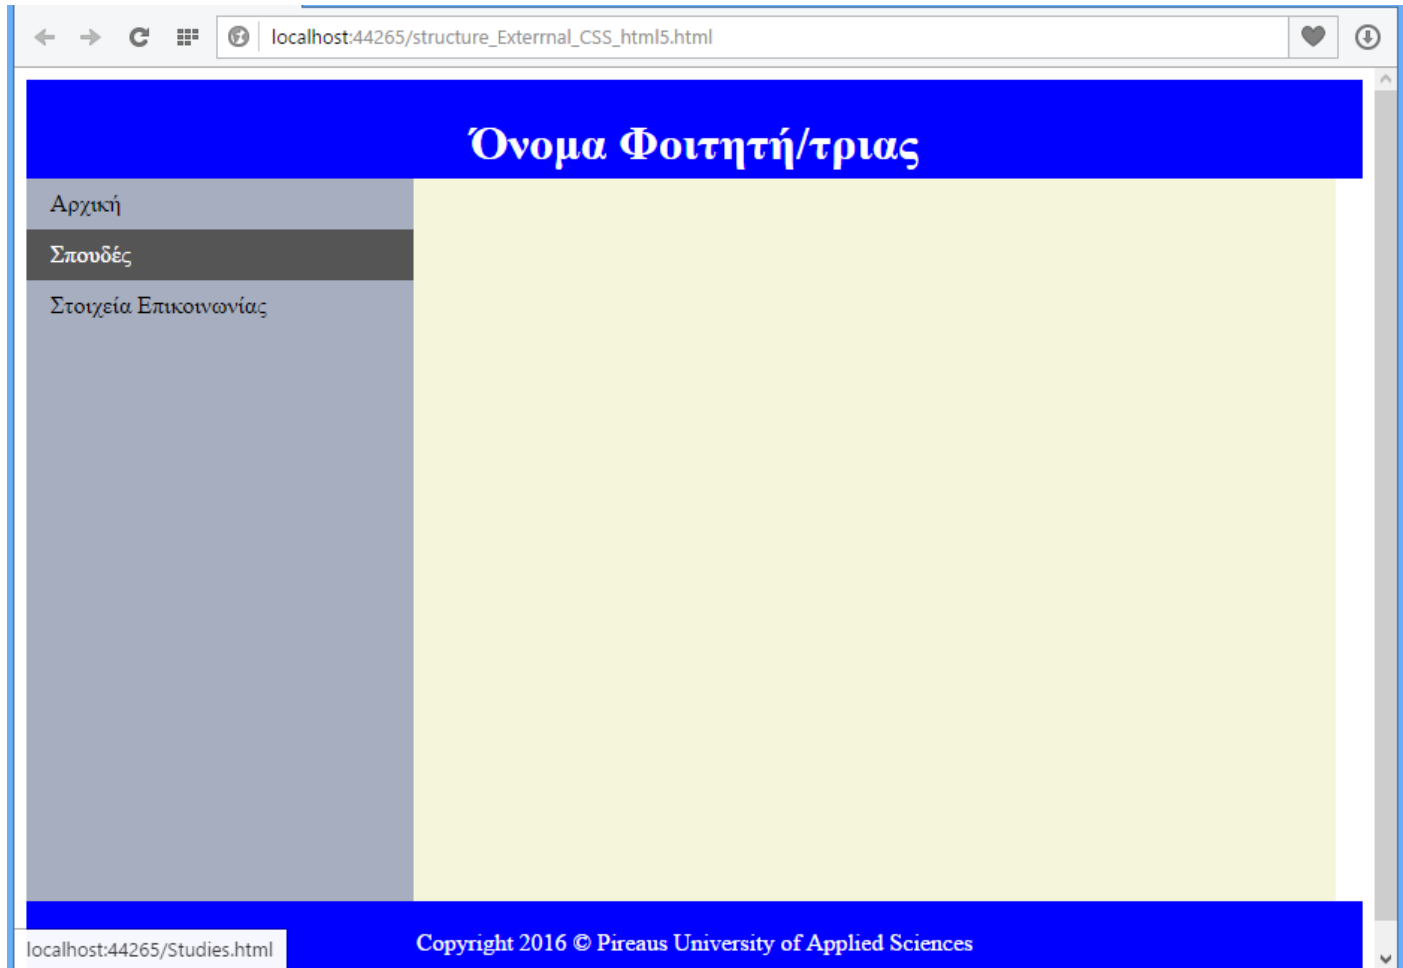 localhost:44265/structure_Exterrnal_CSS_html5.html
Όνομα Φοιτητή/τριας
Αρχική
Σπουδές
Στοιχεία Επικοινωνίας
Copyright 2016 © Pireaus University of Applied Sciences
localhost:44265/Studies.html